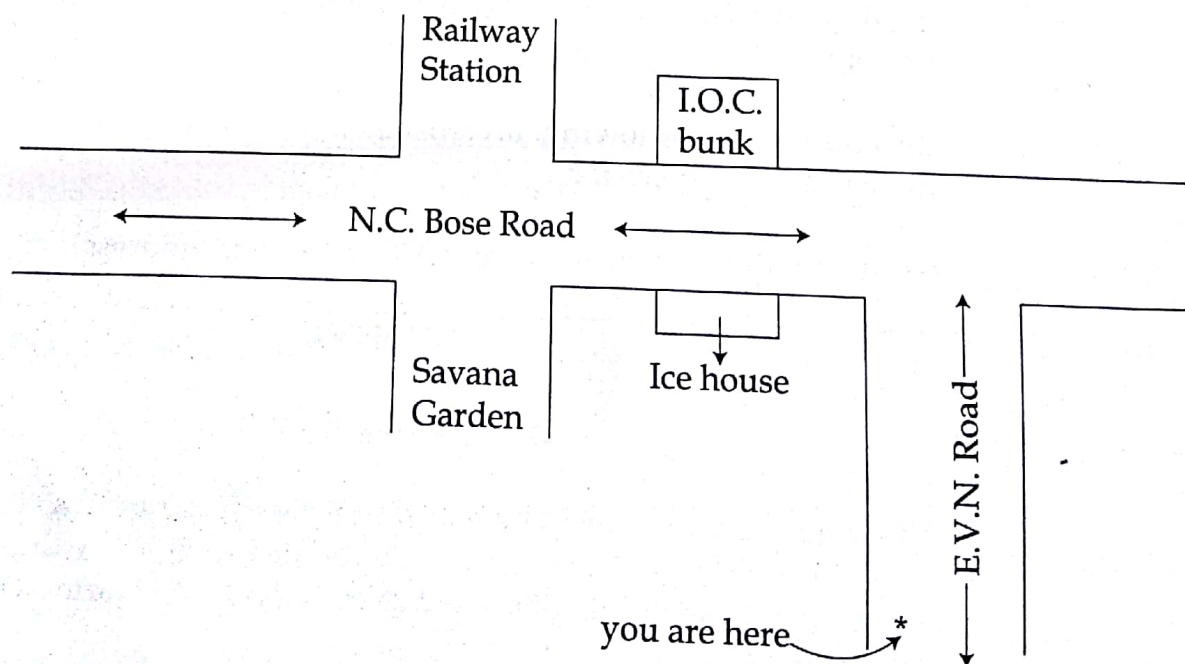 Railway
Station
I.O.C.
bunk
N.C. Bose Road
Savana
Garden
Ice house
E.V.N. Road
you are here *